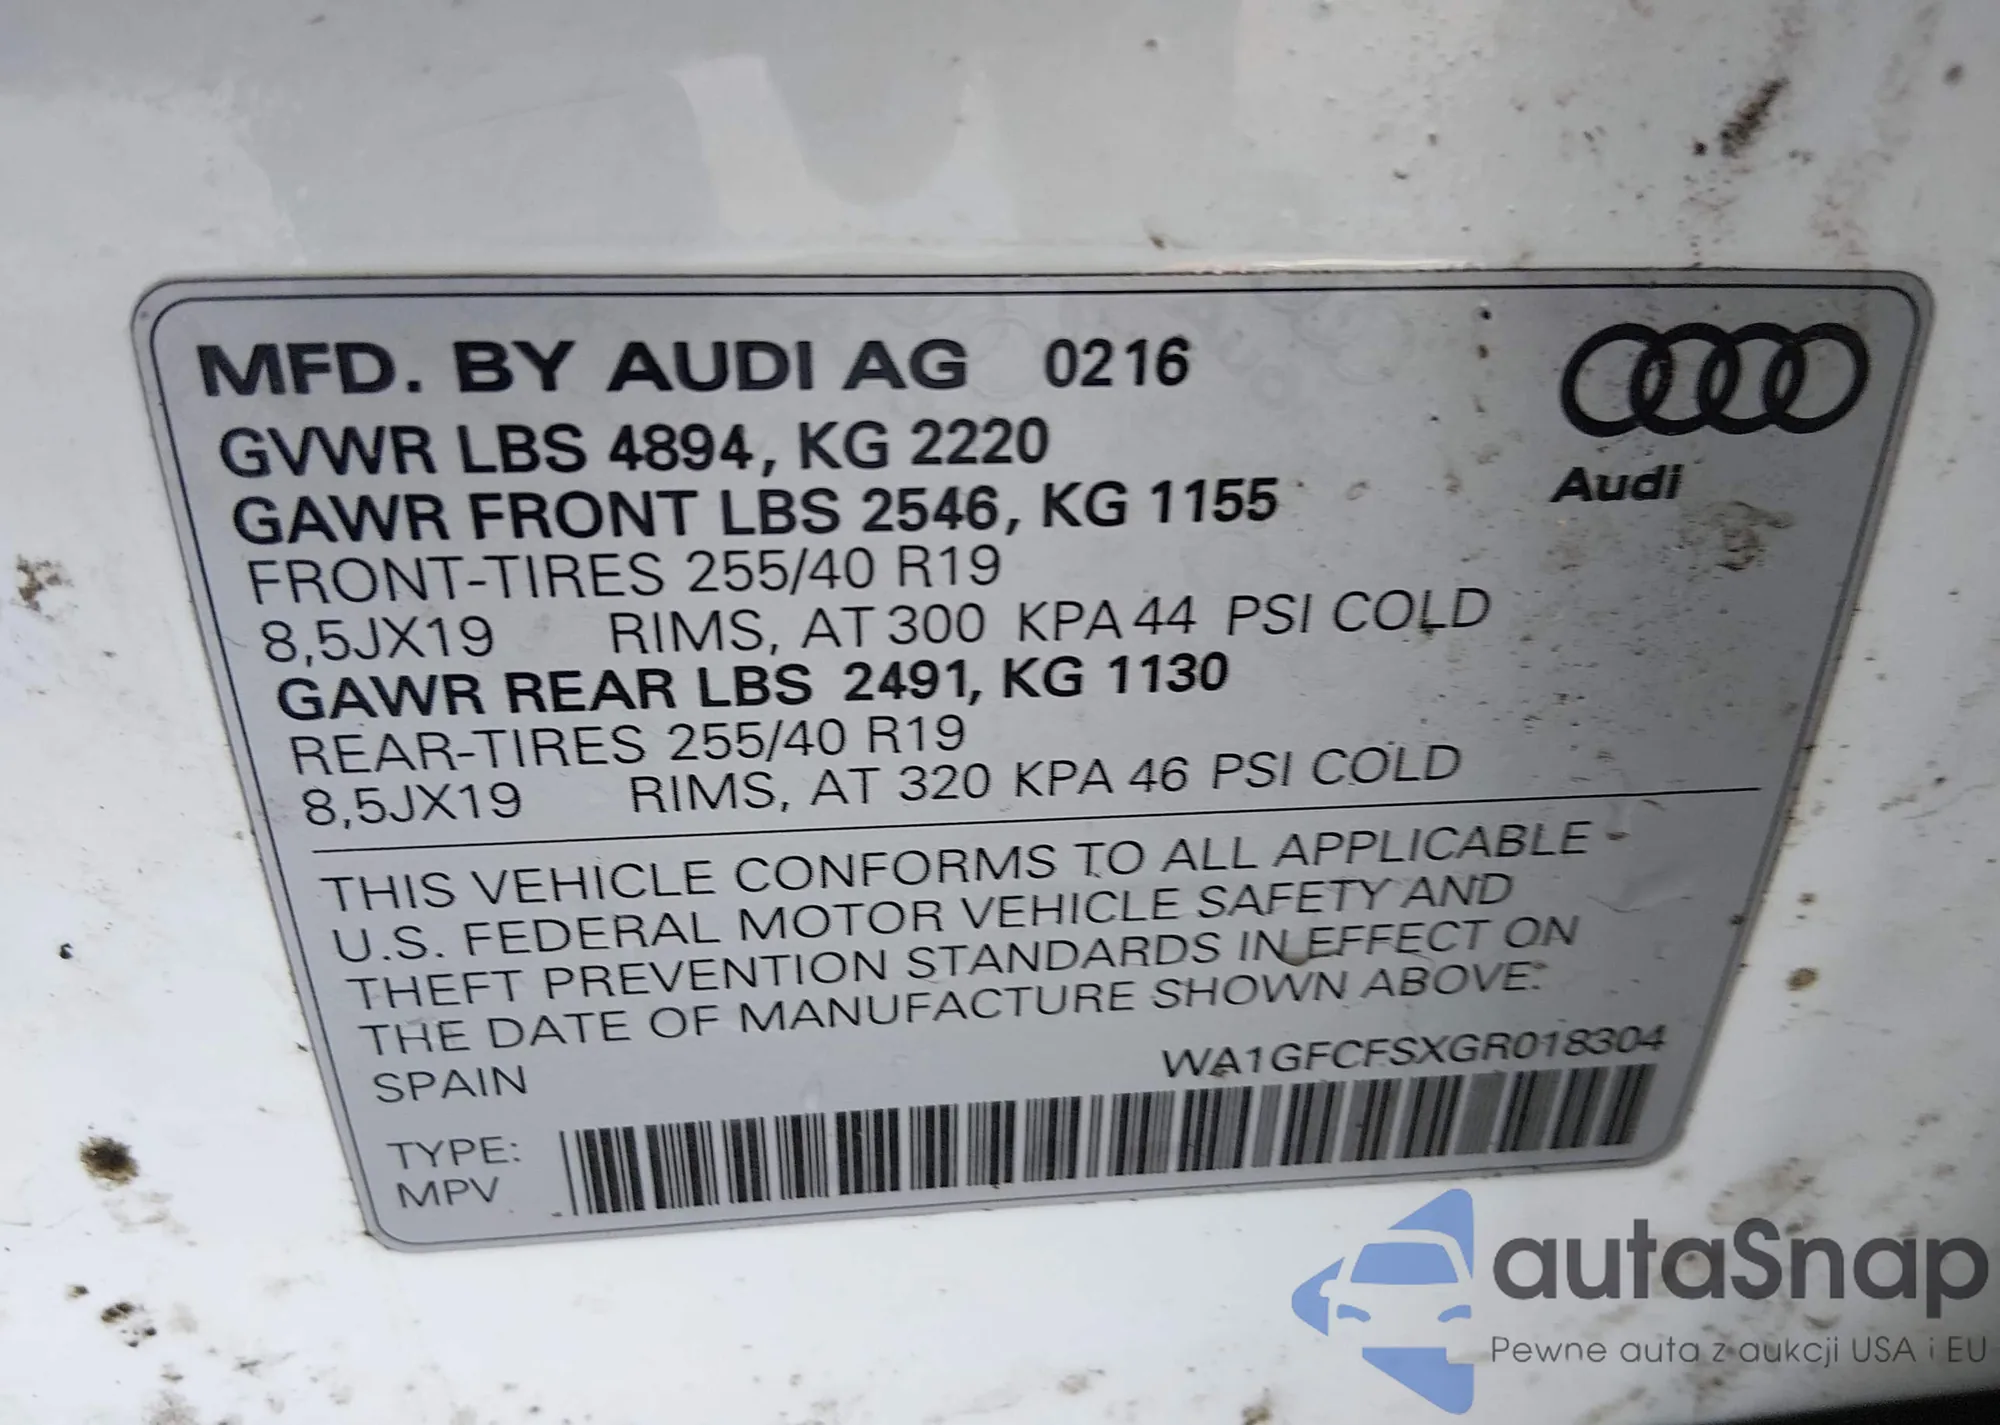 MFD. BY AUDI AG 0216
GVWR LBS 4894, KG 2220
GAWR FRONT LBS 2546, KG 1155
FRONT-TIRES 255/40 R19
8,5JX19 RIMS, AT 300 KPA 44 PSI COLD
GAWR REAR LBS 2491, KG 1130
REAR-TIRES 255/40 R19
8,5JX19 RIMS, AT 320 KPA 46 PSI COLD
Audi
THIS VEHICLE CONFORMS TO ALL APPLICABLE
U.S. FEDERAL MOTOR VEHICLE SAFETY AND
THEFT PREVENTION STANDARDS IN EFFECT ON
THE DATE OF MANUFACTURE SHOWN ABOVE:
SPAIN
WA1GFCFSXGR018304
TYPE:
MPV
autaSnap
Pewne auta z aukcji USA i EU